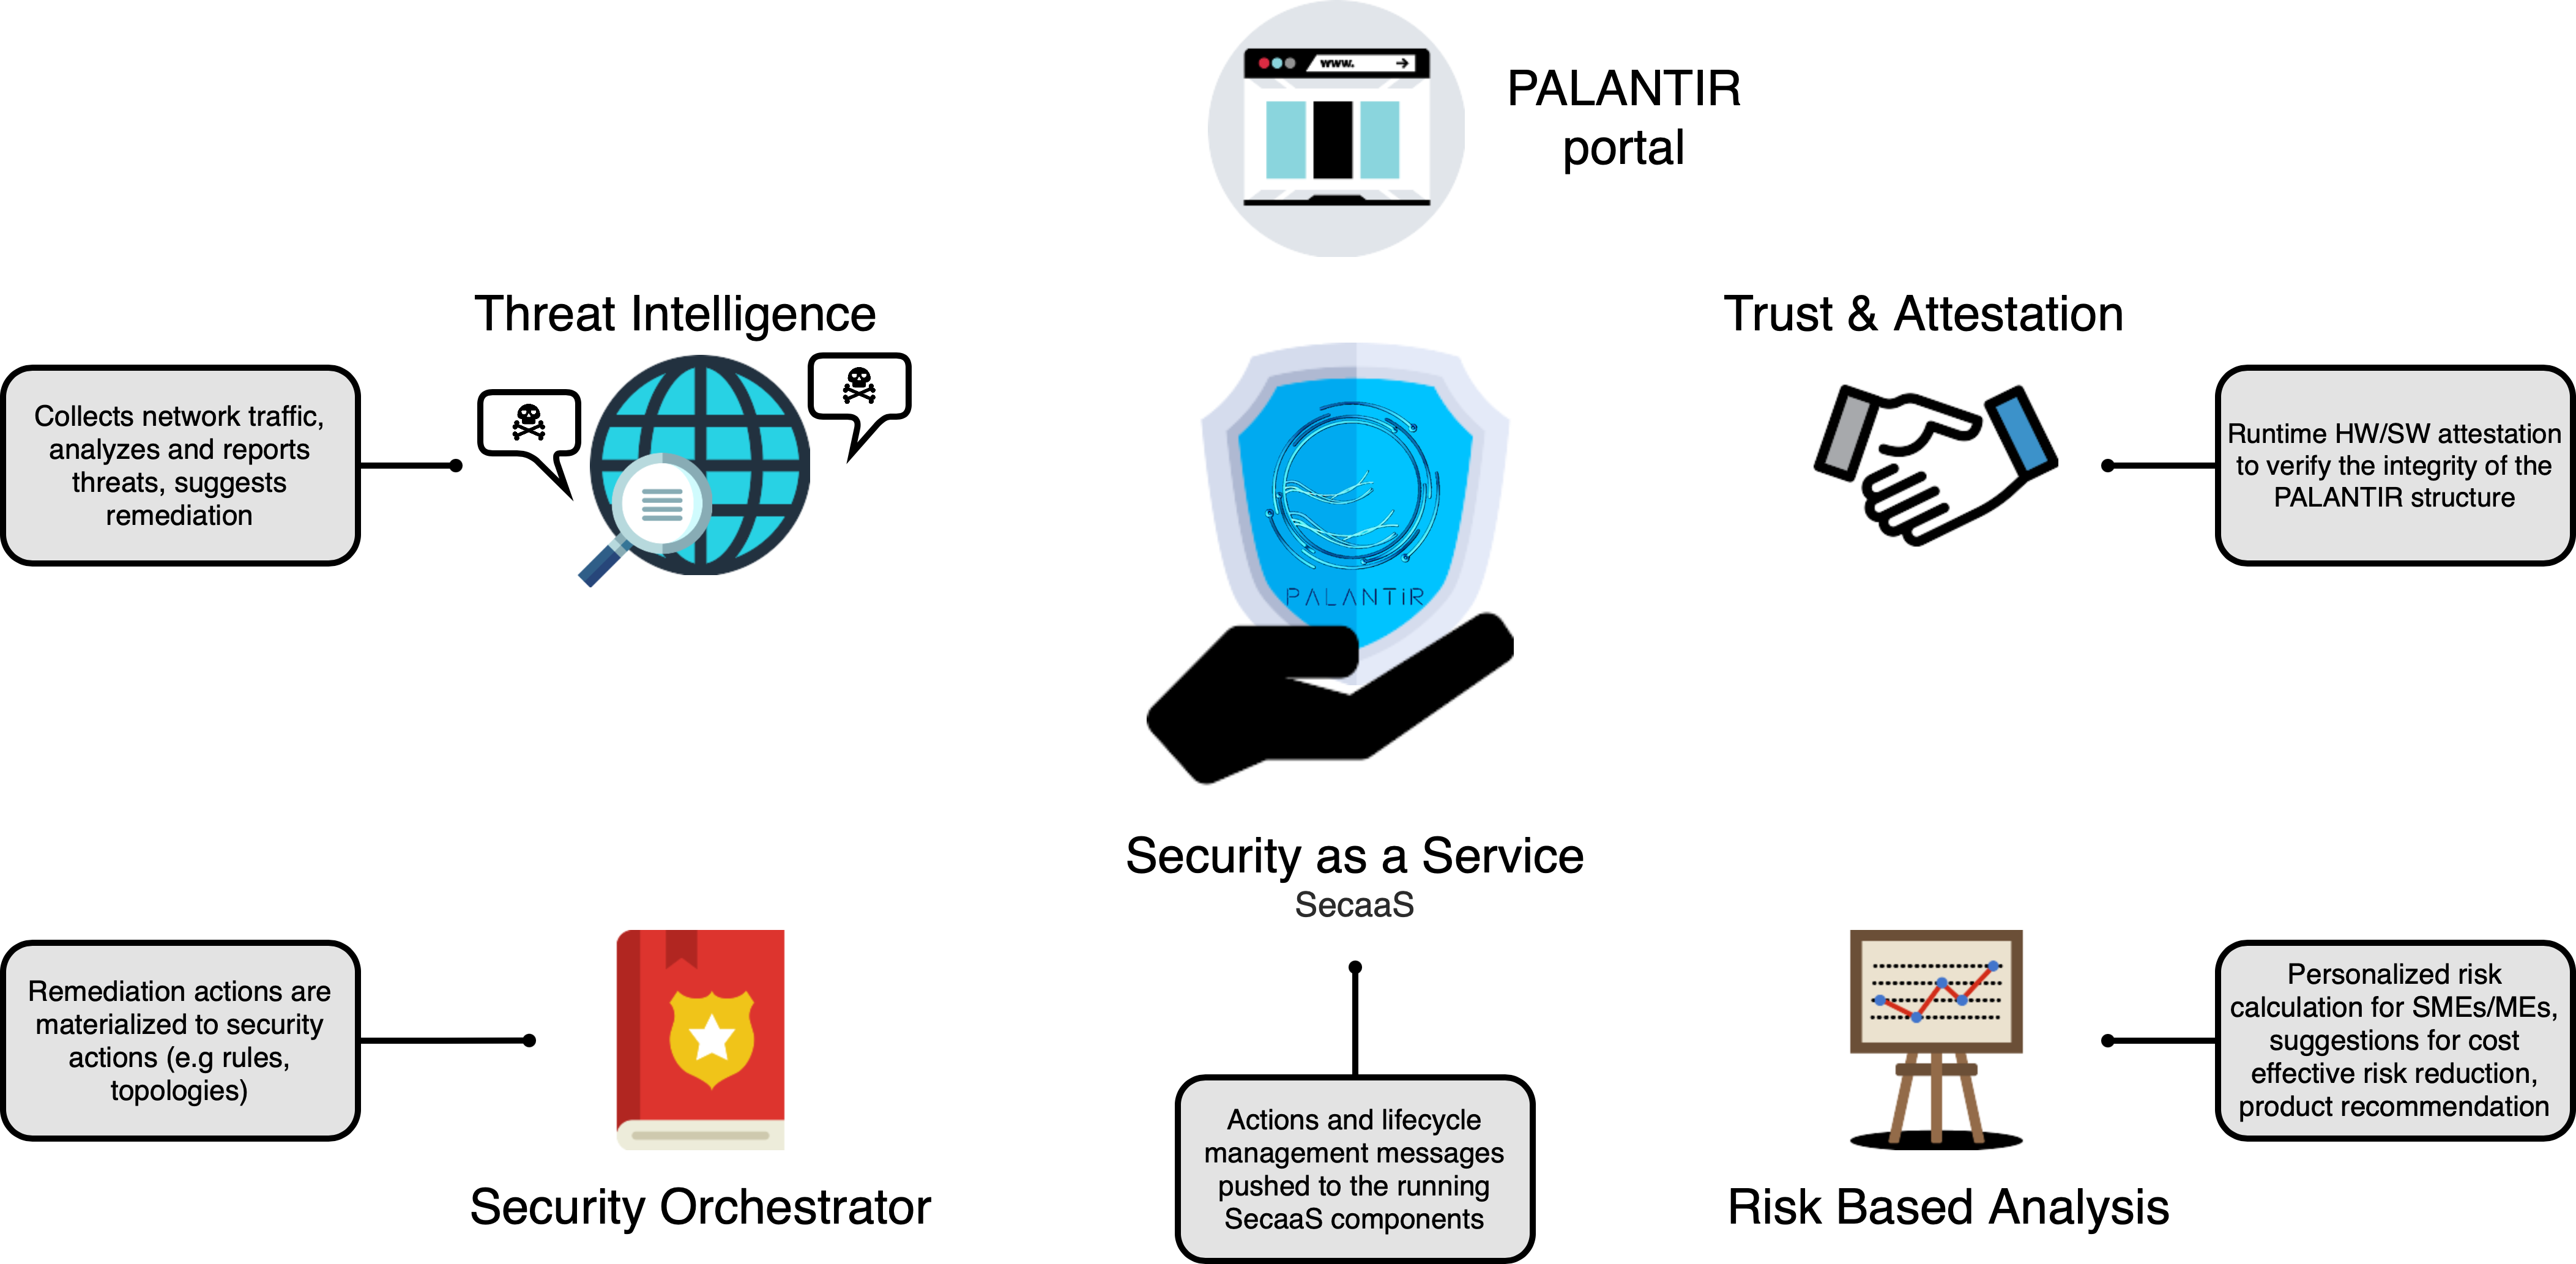 www.
PALANTIR
portal
Threat Intelligence
Trust & Attestation
Collects network traffic,
analyzes and reports
threats, suggests
remediation
Runtime HW/SW attestation
to verify the integrity of the
PALANTIR structure
PALANTiR
Security as a Service
SecaaS
Remediation actions are
materialized to security
actions (e.g rules,
topologies)
Security Orchestrator
Actions and lifecycle
management messages
pushed to the running
SecaaS components
Personalized risk
calculation for SMEs/MEs,
suggestions for cost
effective risk reduction,
product recommendation
Risk Based Analysis